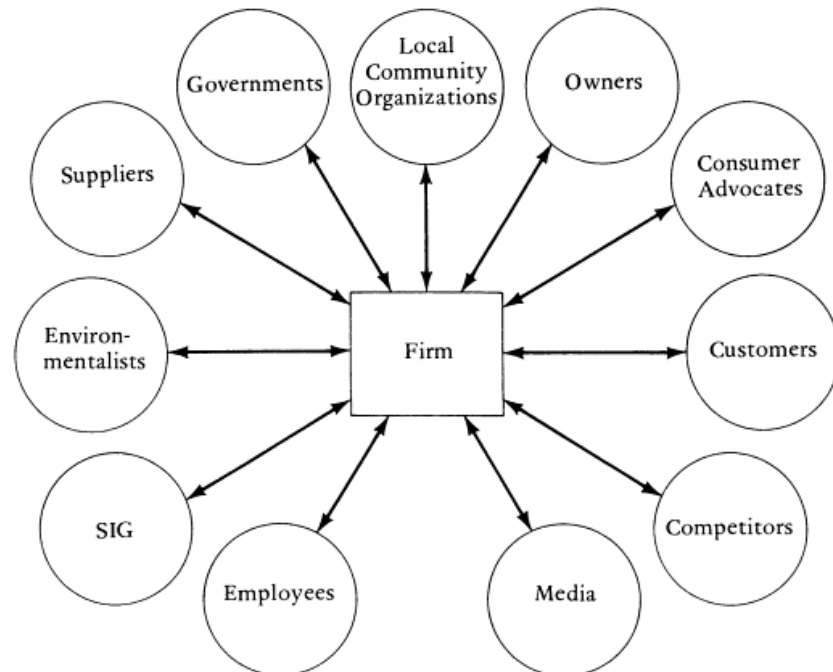 Governments
Local
Community
Organizations
Owners
Suppliers
Consumer
Advocates
Environ-
mentalists
Firm
Customers
SIG
Competitors
Employees
Media